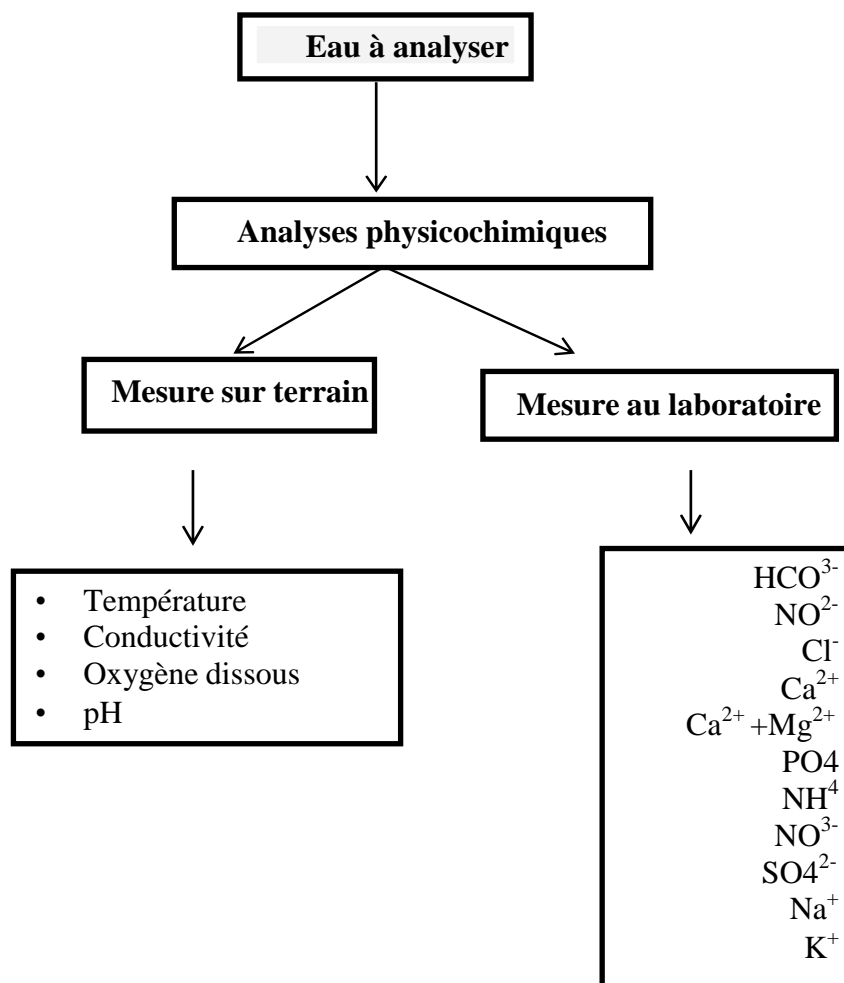 Eau à analyser
Analyses physicochimiques
Mesure sur terrain
Mesure au laboratoire
• Température
• Conductivité
• Oxygène dissous
• pH
HCO³⁻
NO²⁻
Cl⁻
Ca²⁺
Ca²⁺ +Mg²⁺
PO4
NH⁴
NO³⁻
SO4²⁻
Na⁺
K⁺